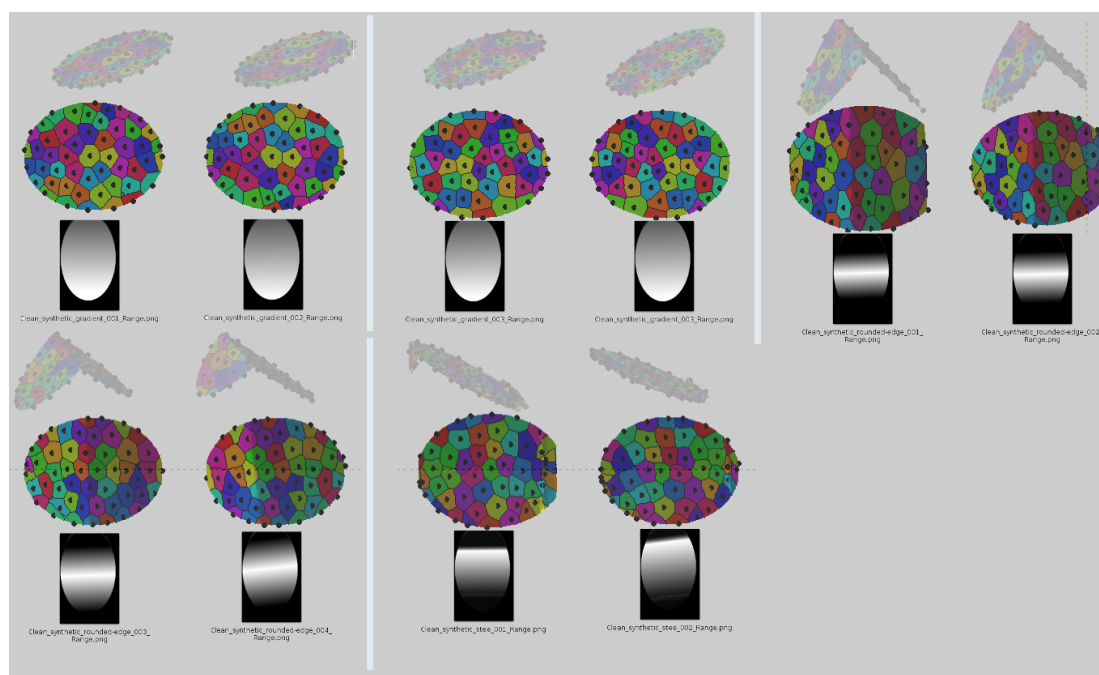 Clean_synthetic_gradient_001_Range.png
Clean_synthetic_gradient_002_Range.png
Clean_synthetic_gradient_003_Range.png
Clean_synthetic_gradient_003_Range.png
Clean_synthetic_rounded-edge_001_
Range.png
Clean_synthetic_rounded-edge_002
Range.png
Clean_synthetic_rounded-edge_003_
Range.png
Clean_synthetic_rounded-edge_004_
Range.png
Clean_synthetic_stee_001_Range.png
Clean_synthetic_stee_002_Range.png